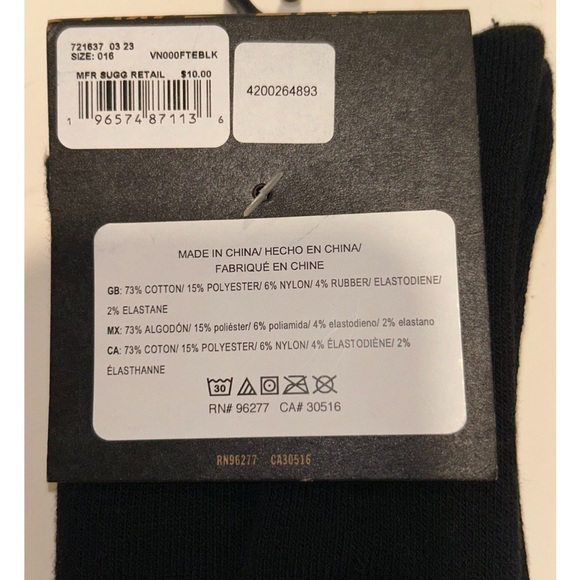 721637 03 23
SIZE: 016 VN000FTEBLK
MFR SUGG RETAIL $10.00
1 96574 87113 6
4200264893
MADE IN CHINA/ HECHO EN CHINA/
FABRIQUÉ EN CHINE
GB: 73% COTTON/ 15% POLYESTER/ 6% NYLON/ 4% RUBBER/ ELASTODIENE/
2% ELASTANE
MX: 73% ALGODÓN/ 15% poliéster/ 6% poliamida/ 4% elastodieno/ 2% elastano
CA: 73% COTON/ 15% POLYESTER/ 6% NYLON/ 4% ÉLASTODIÈNE/ 2%
ÉLASTHANNE
30
RN# 96277 CA# 30516
RN96277 CA30516